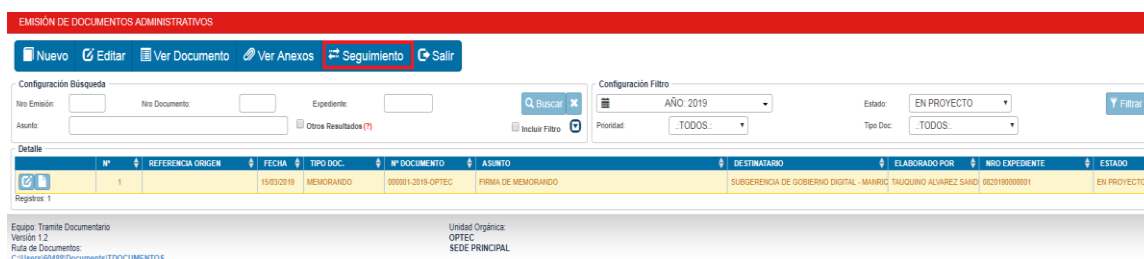 EMISIÓN DE DOCUMENTOS ADMINISTRATIVOS
Nuevo Editar Ver Documento Ver Anexos Seguimiento Salir
Configuración Búsqueda Configuración Filtro
Nro Emisión: Nro Documento: Expediente: Buscar AÑO: 2019 Estado: EN PROYECTO Filtrar
Asunto: Otros Resultados (?) Incluir Filtro Prioridad: .:TODOS.: Tipo Doc: .:TODOS:.
Detalle
Nº REFERENCIA ORIGEN FECHA TIPO DOC. Nº DOCUMENTO ASUNTO DESTINATARIO ELABORADO POR NRO EXPEDIENTE ESTADO
1 15/03/2019 MEMORANDO 000001-2019-OPTEC FIRMA DE MEMORANDO SUBGERENCIA DE GOBIERNO DIGITAL - MANRIC TAUQUINO ALVAREZ SAND 0820190000001 EN PROYECTO
Registros: 1
Equipo: Tramite Documentario Unidad Orgánica:
Versión 1.2 OPTEC
Ruta de Documentos: SEDE PRINCIPAL
C:\Users\60488\Documents\TDOCUMENTOS